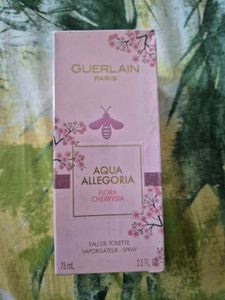 GUERLAIN
PARIS
AQUA
ALLEGORIA
FLORA
CHERRYSIA
EAU DE TOILETTE
VAPORISATEUR - SPRAY
75 mL 2.5 FL. OZ